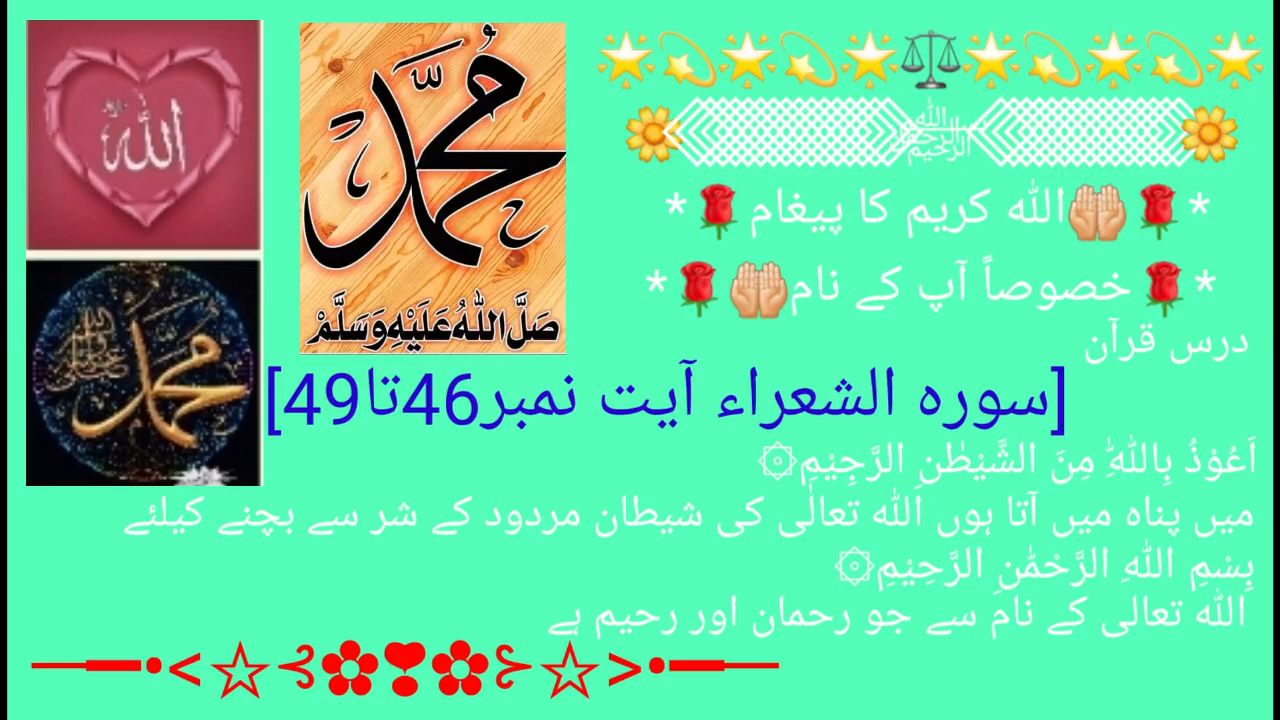 الله
محمد
صَلَّى اللّٰهُ عَلَيْهِ وَسَلَّمْ
محمد
🌟💫🌟💫🌟⚖️🌟💫🌟💫🌟
﷽
*🌹🤲🏻اللہ کریم کا پیغام🌹*
*🌹خصوصاً آپ کے نام🤲🏻🌹*
درس قرآن
[سورہ الشعراء آیت نمبر46تا49]
اَعُوْذُ بِاللّٰهِ مِنَ الشَّيْطٰنِ الرَّجِيْمِ۞
میں پناہ میں آتا ہوں اللہ تعالٰی کی شیطان مردود کے شر سے بچنے کیلئے
بِسْمِ اللّٰهِ الرَّحْمٰنِ الرَّحِيْمِ۞
اللہ تعالی کے نام سے جو رحمان اور رحیم ہے